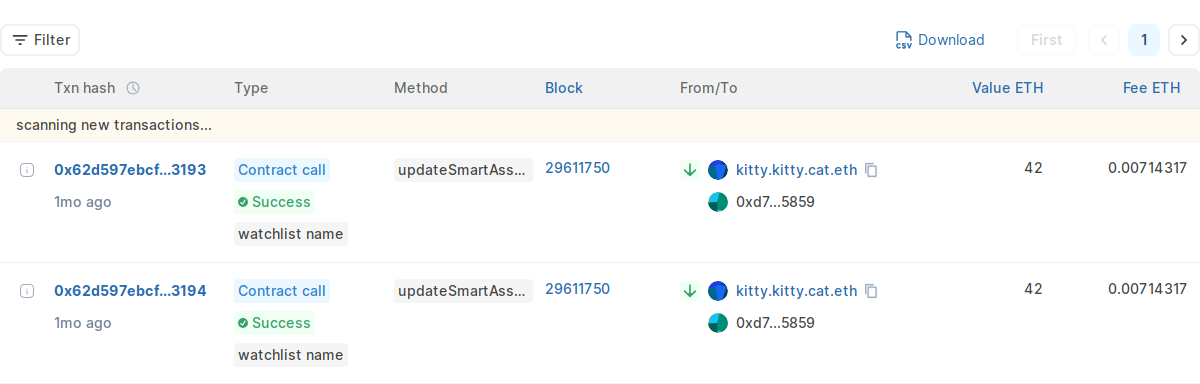 Filter
CSV Download First 1
Txn hash Type Method Block From/To Value ETH Fee ETH
scanning new transactions...
0x62d597ebcf...3193 Contract call updateSmartAss... 29611750 kitty.kitty.cat.eth 42 0.00714317
1mo ago Success 0xd7...5859
watchlist name
0x62d597ebcf...3194 Contract call updateSmartAss... 29611750 kitty.kitty.cat.eth 42 0.00714317
1mo ago Success 0xd7...5859
watchlist name